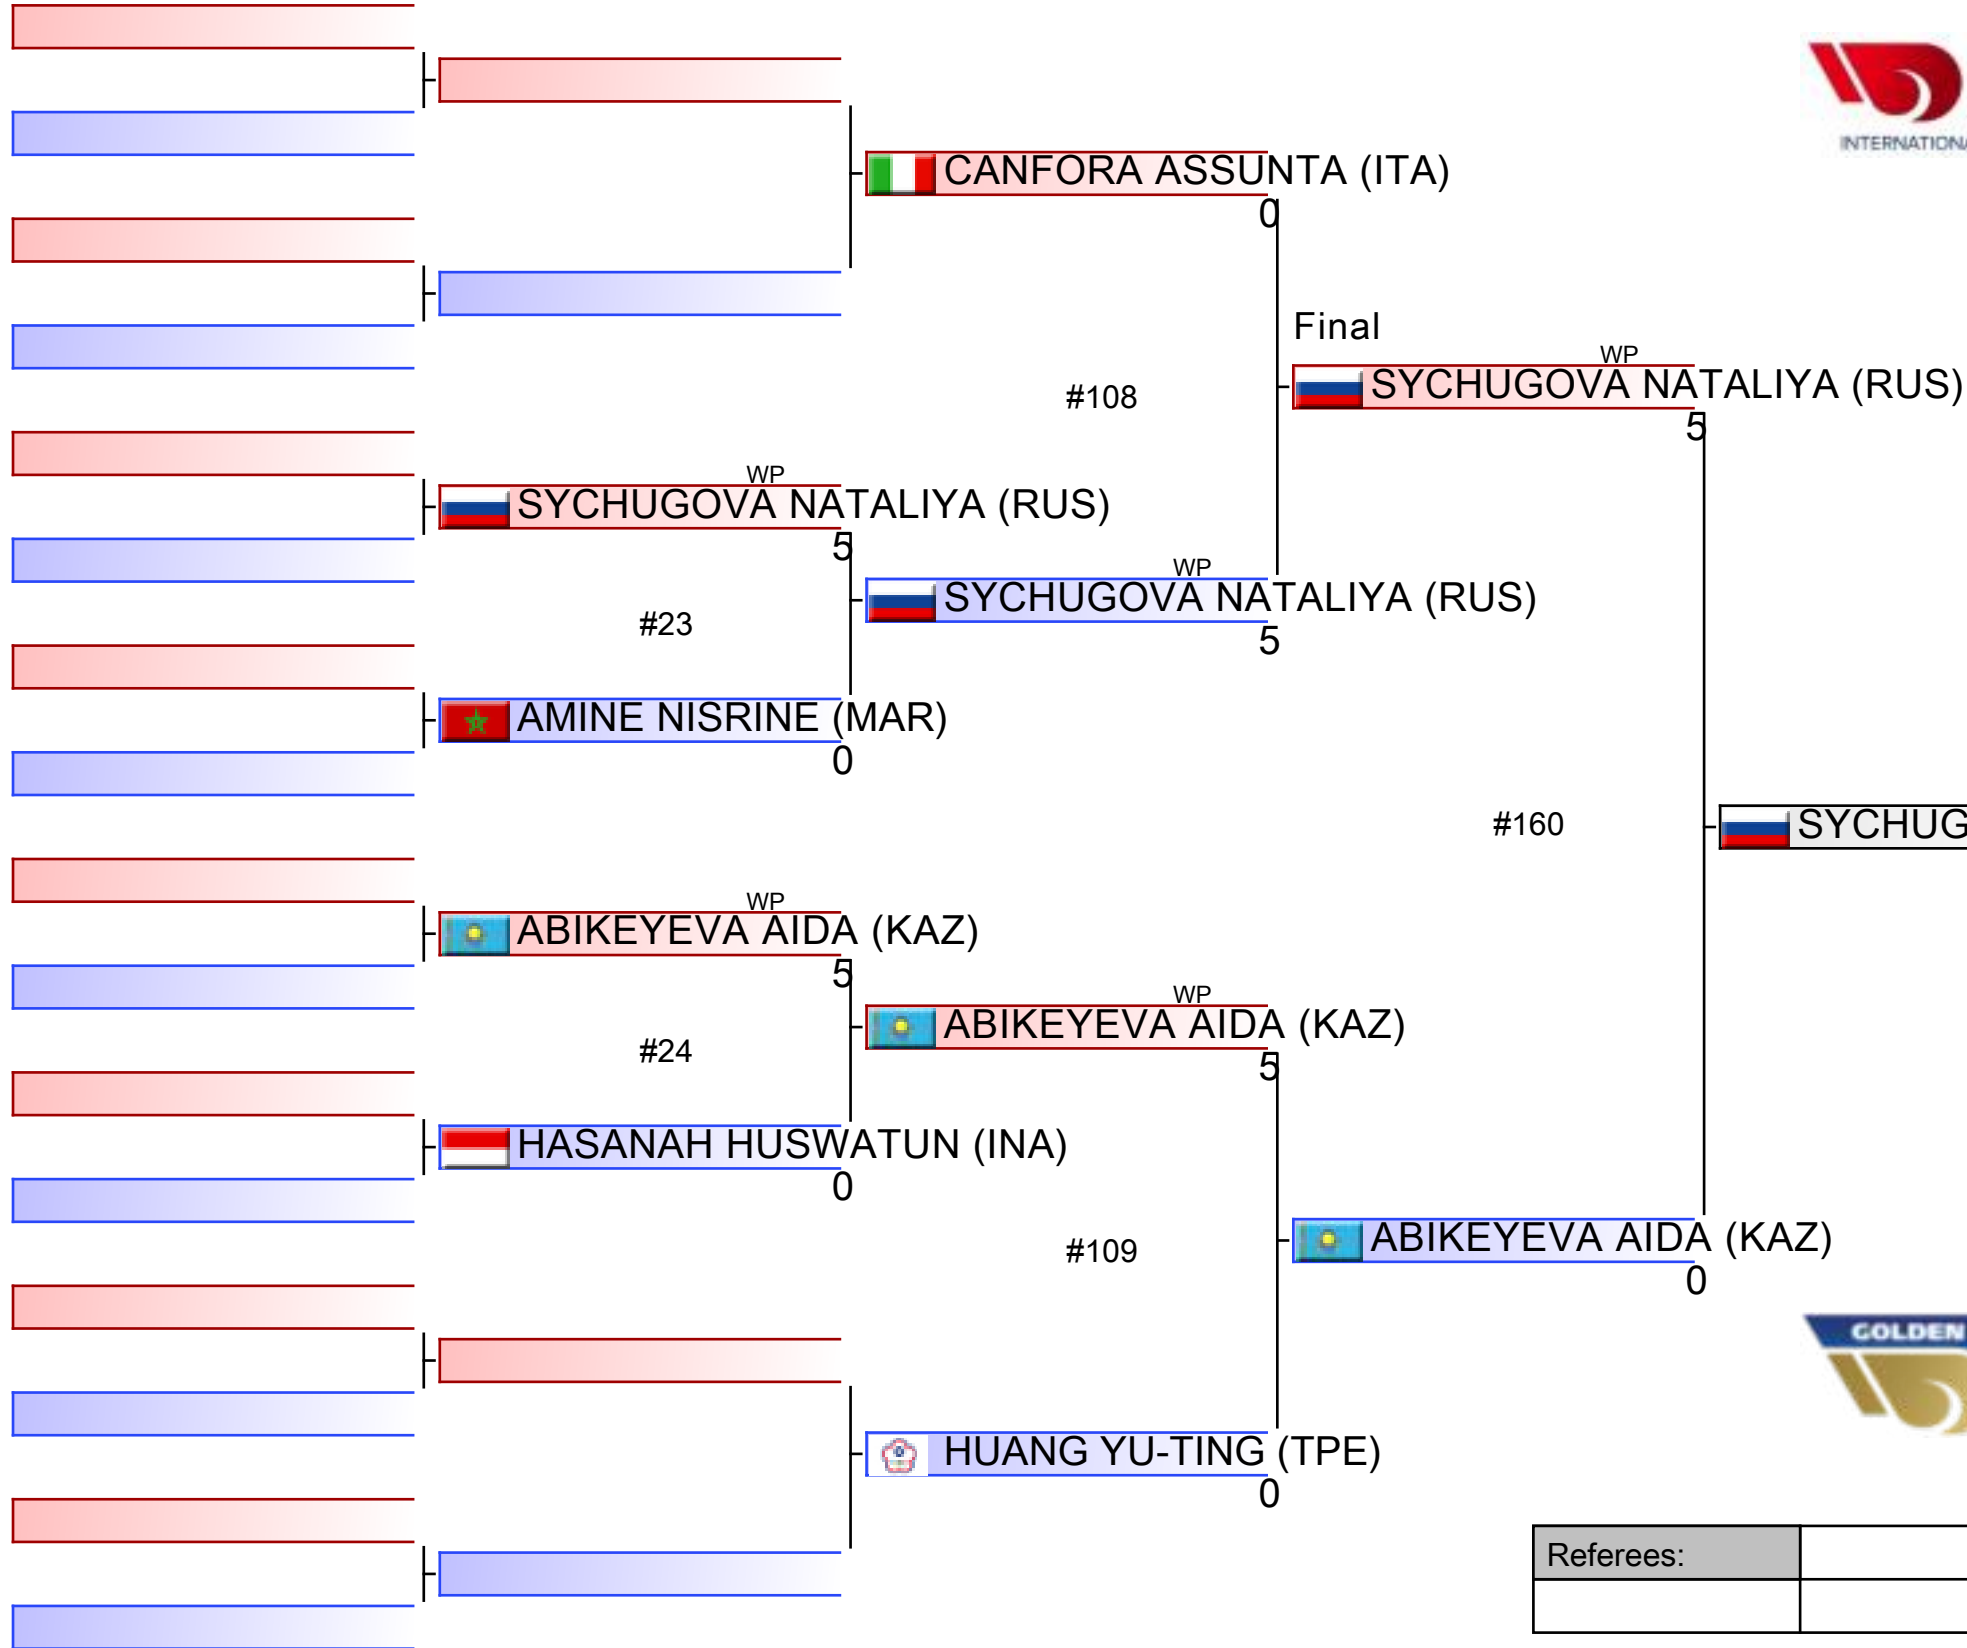 INTERNATIONA
CANFORA ASSUNTA (ITA)
0
Final
WP
SYCHUGOVA NATALIYA (RUS)
5
#108
WP
SYCHUGOVA NATALIYA (RUS)
5
WP
SYCHUGOVA NATALIYA (RUS)
5
#23
AMINE NISRINE (MAR)
0
#160
SYCHUG
WP
ABIKEYEVA AIDA (KAZ)
5
WP
ABIKEYEVA AIDA (KAZ)
5
#24
HASANAH HUSWATUN (INA)
0
#109
ABIKEYEVA AIDA (KAZ)
0
GOLDEN
HUANG YU-TING (TPE)
0
Referees: